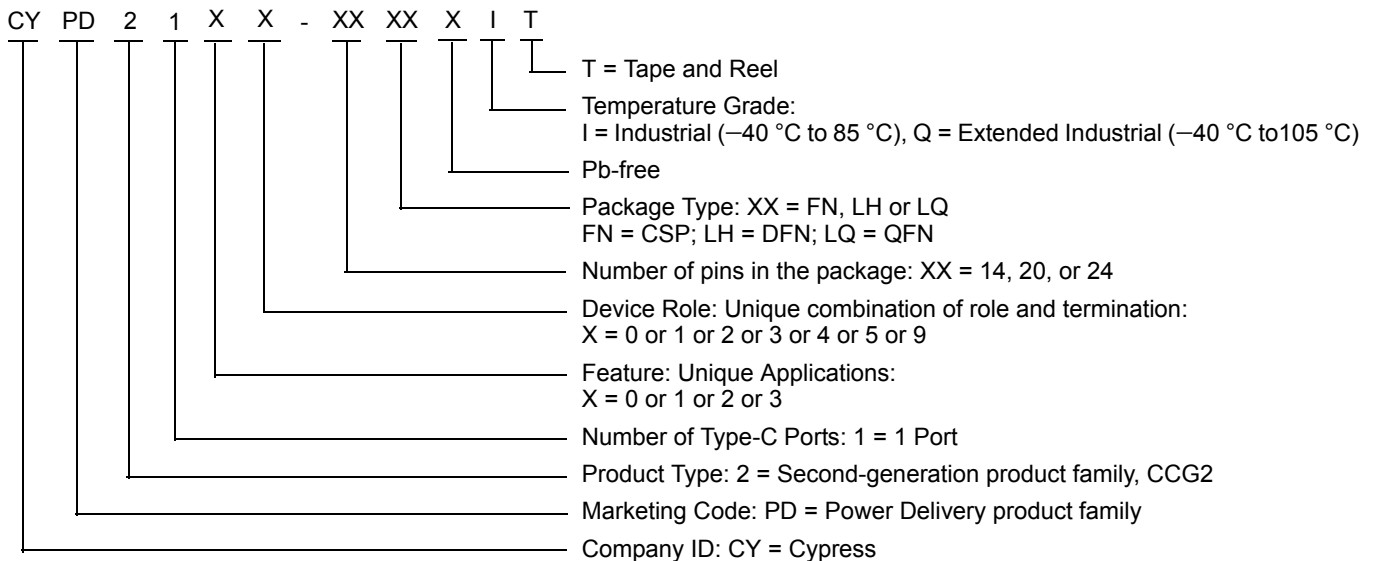 CY PD 2 1 X X - XX XX X I T
T = Tape and Reel
Temperature Grade:
I = Industrial (–40 °C to 85 °C), Q = Extended Industrial (–40 °C to105 °C)
Pb-free
Package Type: XX = FN, LH or LQ
FN = CSP; LH = DFN; LQ = QFN
Number of pins in the package: XX = 14, 20, or 24
Device Role: Unique combination of role and termination:
X = 0 or 1 or 2 or 3 or 4 or 5 or 9
Feature: Unique Applications:
X = 0 or 1 or 2 or 3
Number of Type-C Ports: 1 = 1 Port
Product Type: 2 = Second-generation product family, CCG2
Marketing Code: PD = Power Delivery product family
Company ID: CY = Cypress